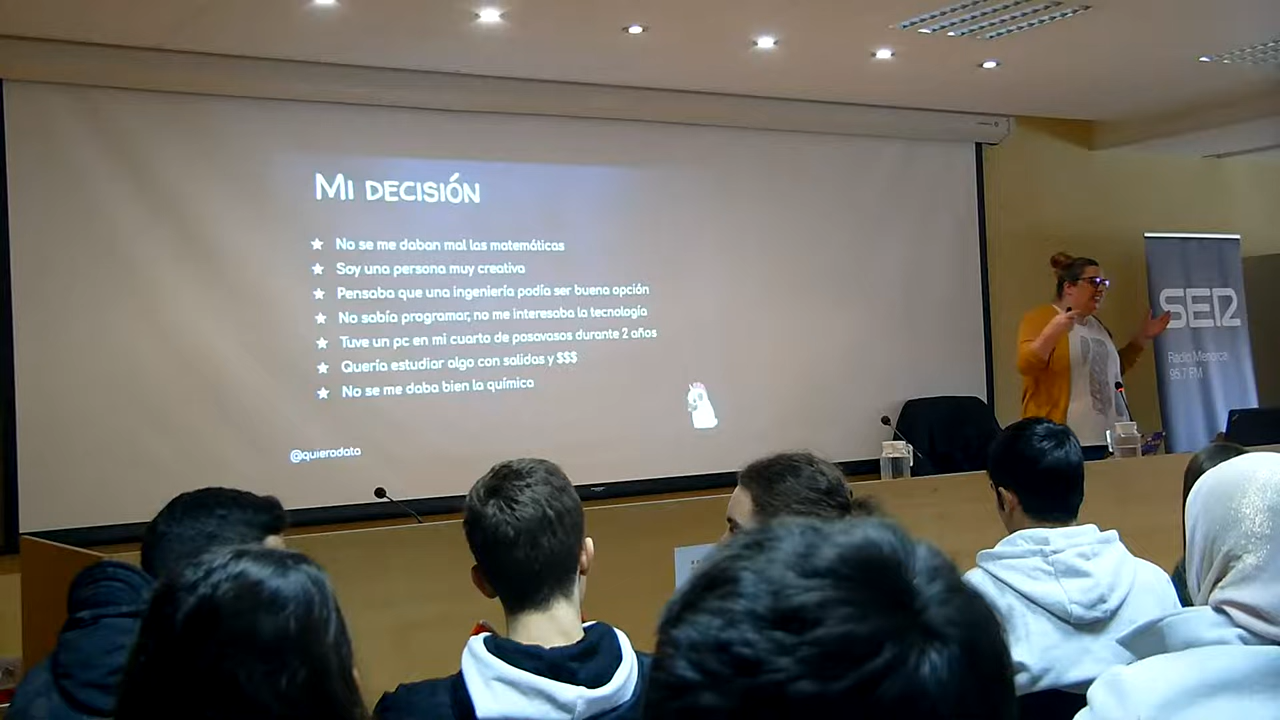 Mi decisión
No se me daban mal las matemáticas
Soy una persona muy creativa
Pensaba que una ingeniería podía ser buena opción
No sabía programar, no me interesaba la tecnología
Tuve un pc en mi cuarto de posavasos durante 2 años
Quería estudiar algo con salidas y $$$
No se me daba bien la química
@quierodata
SER
Radio Menorca
95.7 FM